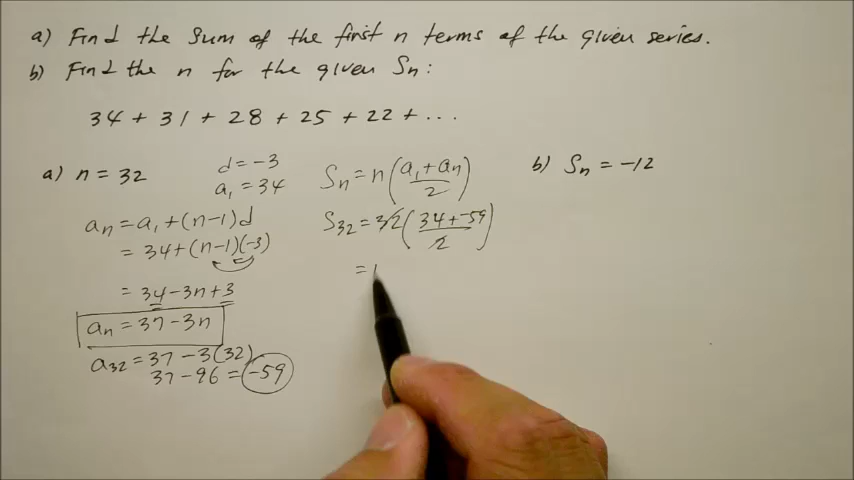 a) Find the sum of the first n terms of the given series.
b) Find the n for the given Sn:
34 + 31 + 28 + 25 + 22 + ...
a) n = 32
d = -3
a1 = 34
an = a1 + (n-1)d
= 34 + (n-1)(-3)
= 34 - 3n + 3
an = 37 - 3n
a32 = 37 - 3(32)
37 - 96 = -59
Sn = n(a1 + an / 2)
S32 = 32(34 + -59 / 2)
= 1
b) Sn = -12